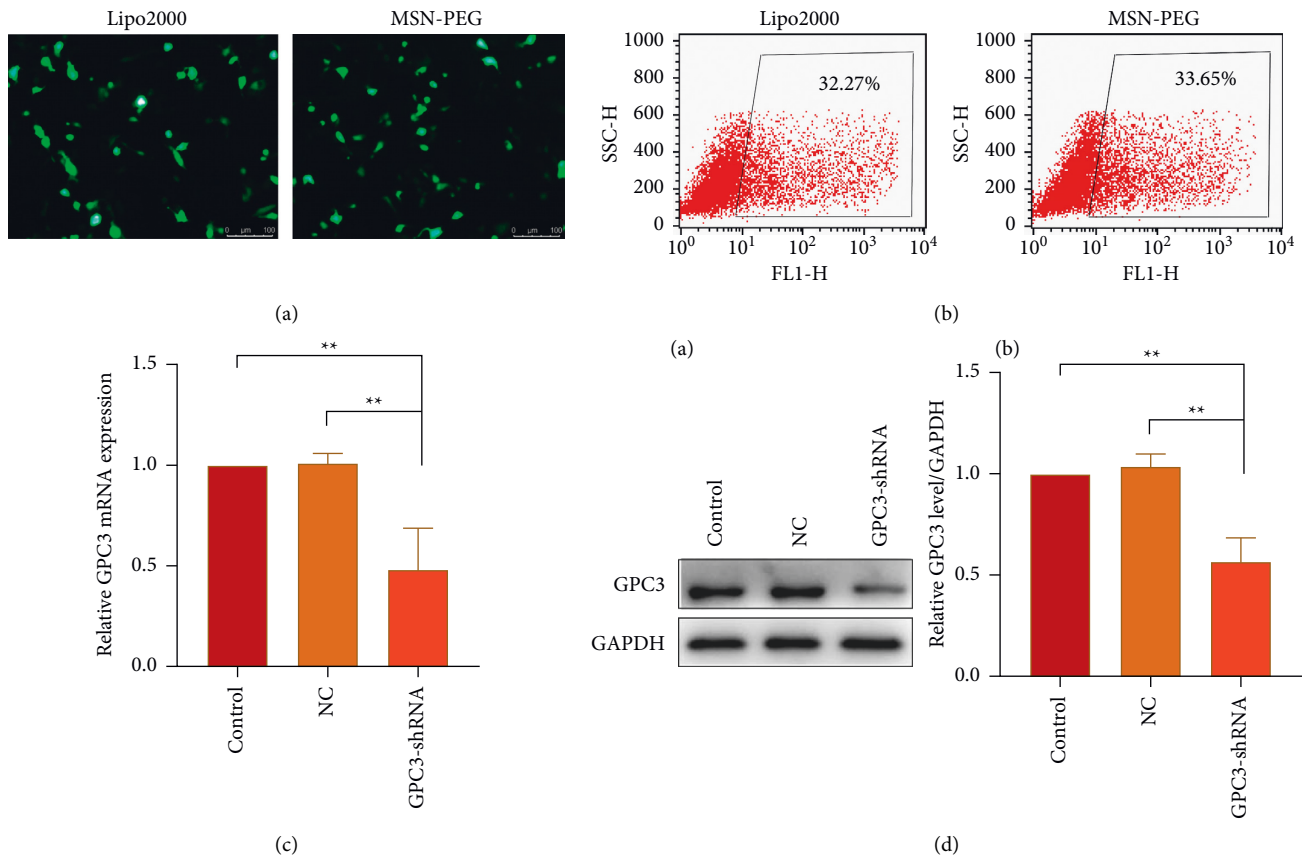 Lipo2000
MSN-PEG
0 μm 100
0 μm 100
(a)
Lipo2000
MSN-PEG
1000
800
600
400
200
0
SSC-H
32.27%
10^0 10^1 10^2 10^3 10^4
FL1-H
1000
800
600
400
200
0
SSC-H
33.65%
10^0 10^1 10^2 10^3 10^4
FL1-H
(b)
(a)
(b)
Relative GPC3 mRNA expression
1.5
1.0
0.5
1.0
**
**
Control
NC
GPC3-shRNA
(c)
Control
NC
GPC3-shRNA
GPC3
GAPDH
Relative GPC3 level/GAPDH
1.5
1.0
0.5
0.0
**
**
Control
NC
GPC3-shRNA
(d)